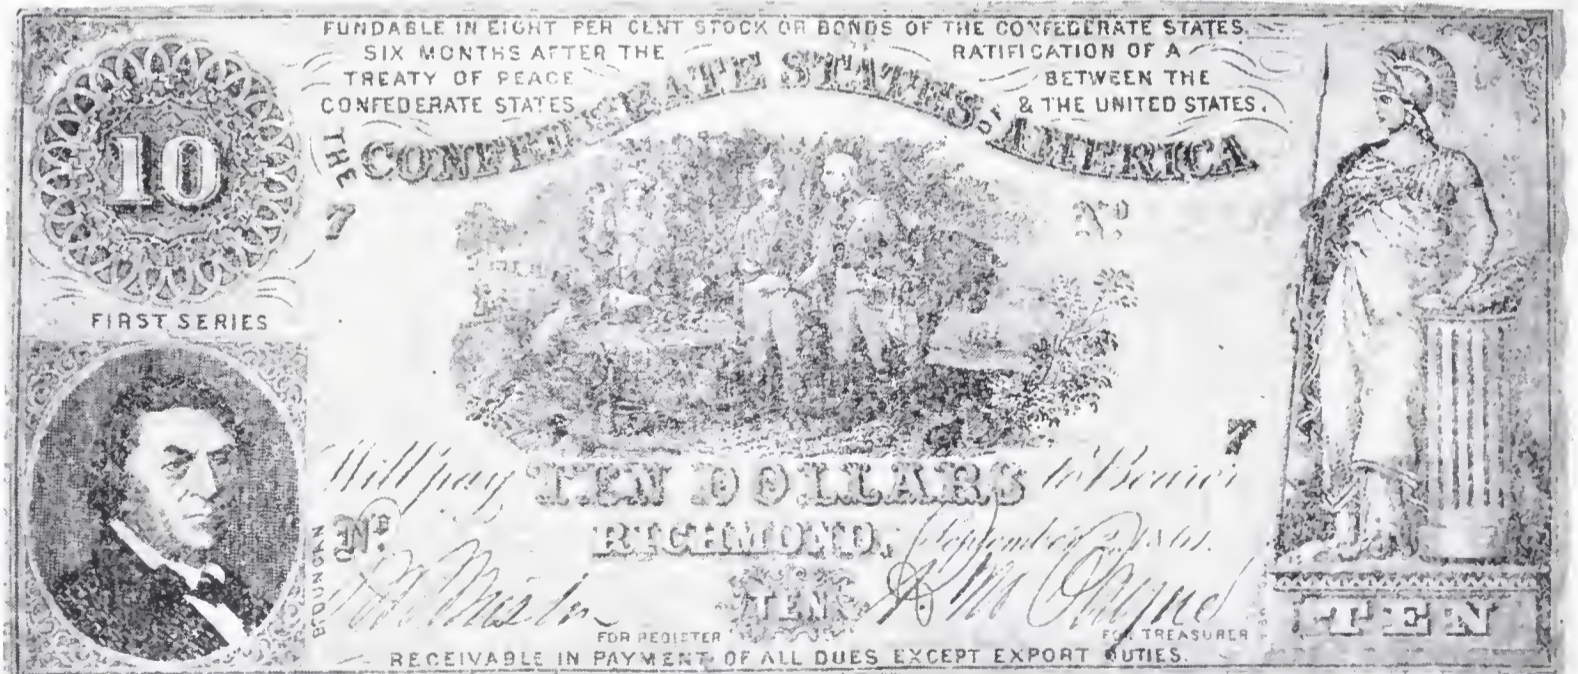 FUNDABLE IN EIGHT PER CENT STOCK OR BONDS OF THE CONFEDERATE STATES.
SIX MONTHS AFTER THE RATIFICATION OF A
TREATY OF PEACE BETWEEN THE
CONFEDERATE STATES & THE UNITED STATES.
THE CONFEDERATE STATES OF AMERICA
10
7 No
FIRST SERIES
7
Will pay TEN DOLLARS to Bearer
No RICHMOND, September 2, 1861.
TEN
FOR REGISTER FOR TREASURER
TEN
RECEIVABLE IN PAYMENT OF ALL DUES EXCEPT EXPORT DUTIES.